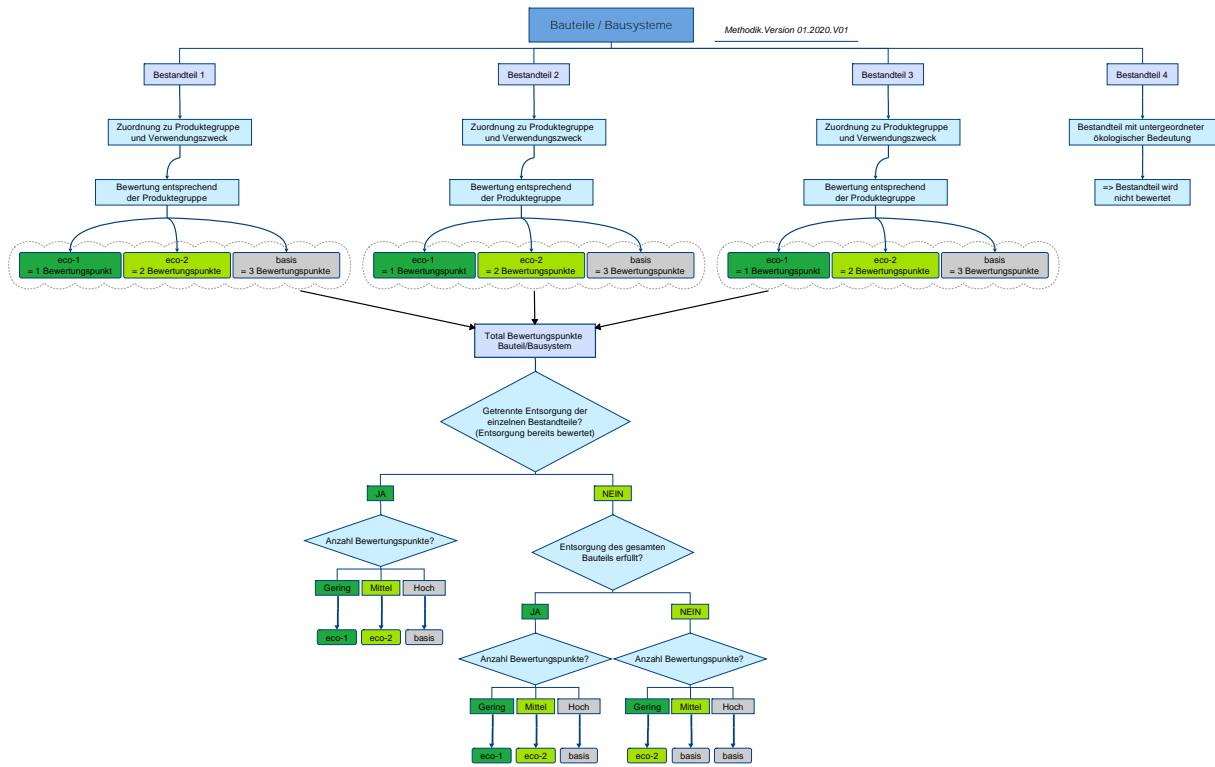 Bauteile / Bausysteme
Methodik.Version 01.2020.V01
Bestandteil 1
Bestandteil 2
Bestandteil 3
Bestandteil 4
Zuordnung zu Produktegruppe
und Verwendungszweck
Zuordnung zu Produktegruppe
und Verwendungszweck
Zuordnung zu Produktegruppe
und Verwendungszweck
Bestandteil mit untergeordneter
ökologischer Bedeutung
Bewertung entsprechend
der Produktegruppe
Bewertung entsprechend
der Produktegruppe
Bewertung entsprechend
der Produktegruppe
=> Bestandteil wird
nicht bewertet
eco-1
= 1 Bewertungspunkt
eco-2
= 2 Bewertungspunkte
basis
= 3 Bewertungspunkte
eco-1
= 1 Bewertungspunkt
eco-2
= 2 Bewertungspunkte
basis
= 3 Bewertungspunkte
eco-1
= 1 Bewertungspunkt
eco-2
= 2 Bewertungspunkte
basis
= 3 Bewertungspunkte
Total Bewertungspunkte
Bauteil/Bausystem
Getrennte Entsorgung der
einzelnen Bestandteile?
(Entsorgung bereits bewertet)
JA
NEIN
Anzahl Bewertungspunkte?
Entsorgung des gesamten
Bauteils erfüllt?
Gering
Mittel
Hoch
eco-1
eco-2
basis
JA
NEIN
Anzahl Bewertungspunkte?
Anzahl Bewertungspunkte?
Gering
Mittel
Hoch
Gering
Mittel
Hoch
eco-1
eco-2
basis
eco-2
basis
basis